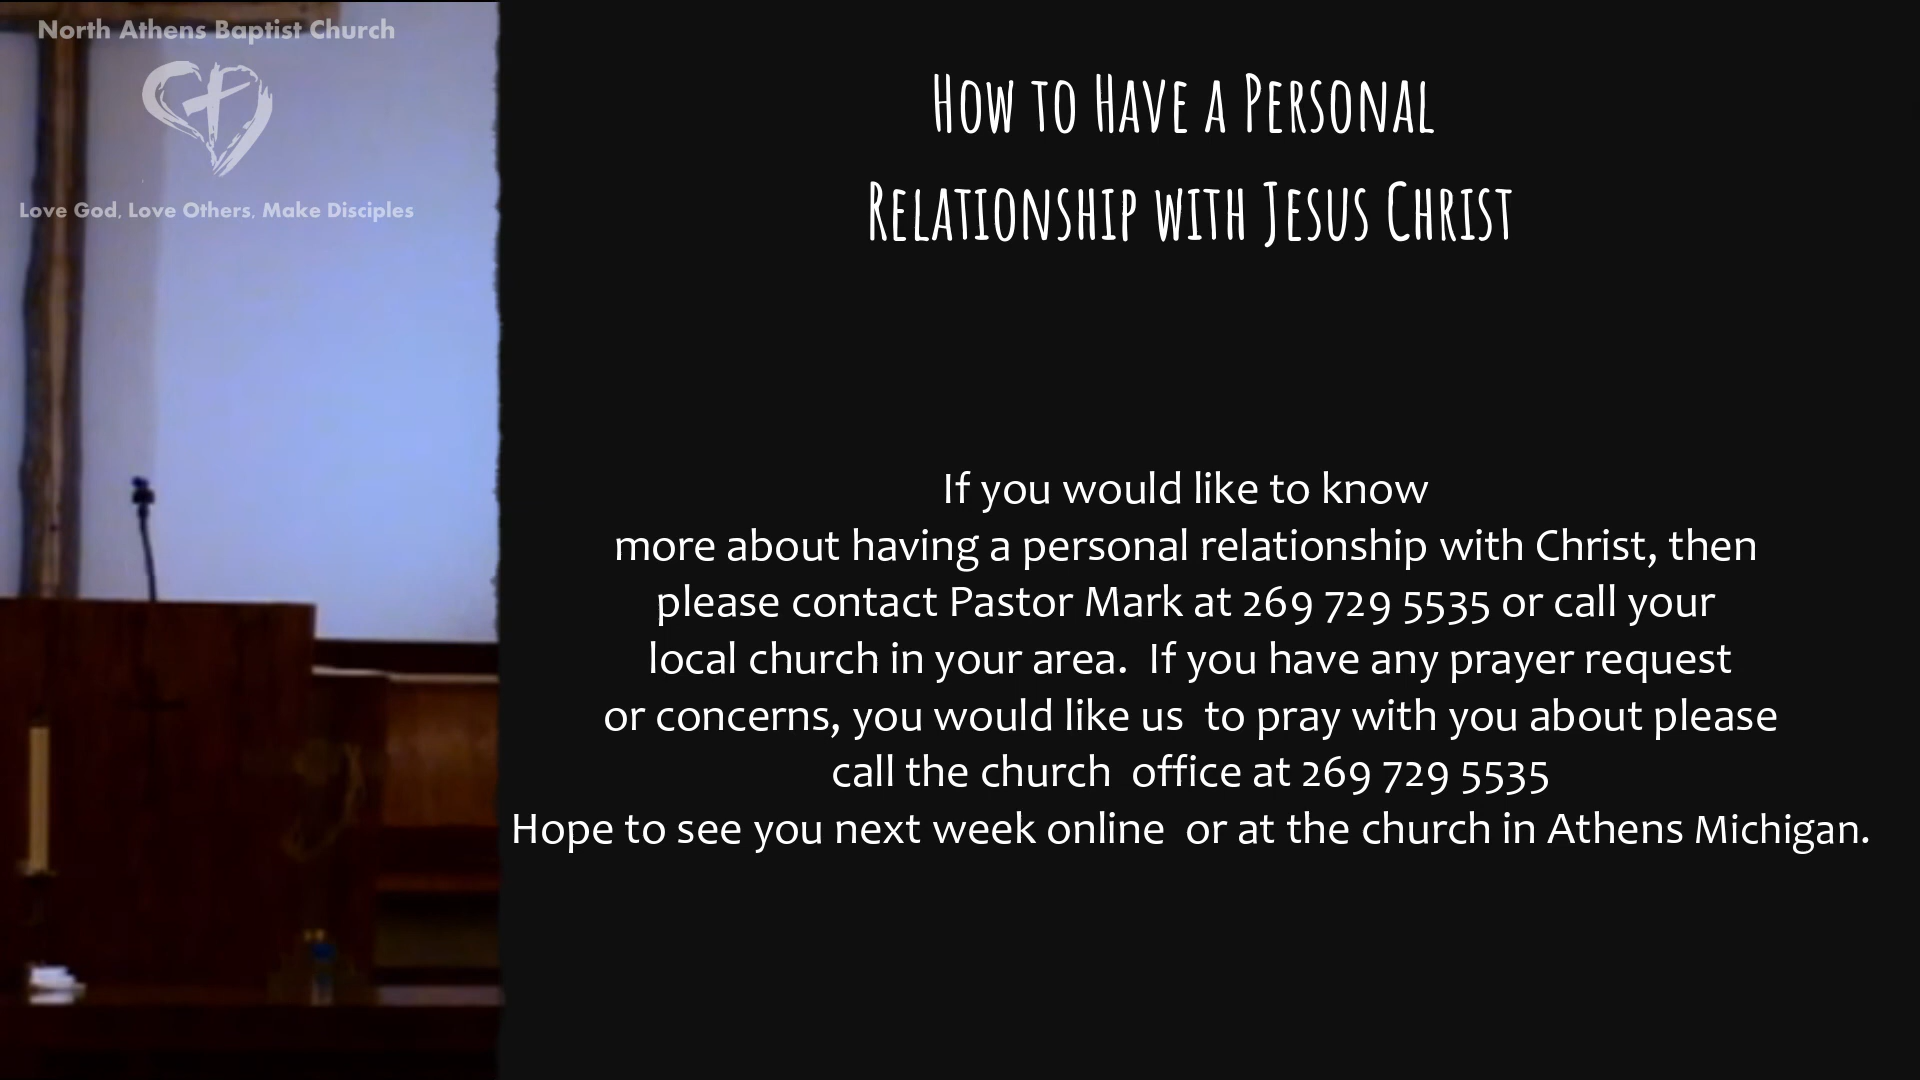 North Athens Baptist Church
Love God, Love Others, Make Disciples
How to Have a Personal
Relationship with Jesus Christ
If you would like to know
more about having a personal relationship with Christ, then
please contact Pastor Mark at 269 729 5535 or call your
local church in your area.  If you have any prayer request
or concerns, you would like us  to pray with you about please
call the church  office at 269 729 5535
Hope to see you next week online  or at the church in Athens Michigan.